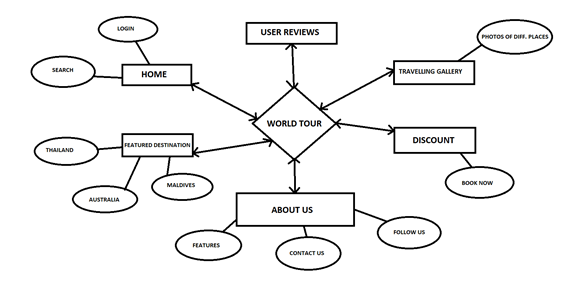 LOGIN
USER REVIEWS
PHOTOS OF DIFF. PLACES
SEARCH
HOME
TRAVELLING GALLERY
WORLD TOUR
THAILAND
FEATURED DESTINATION
DISCOUNT
MALDIVES
BOOK NOW
AUSTRALIA
ABOUT US
FEATURES
CONTACT US
FOLLOW US